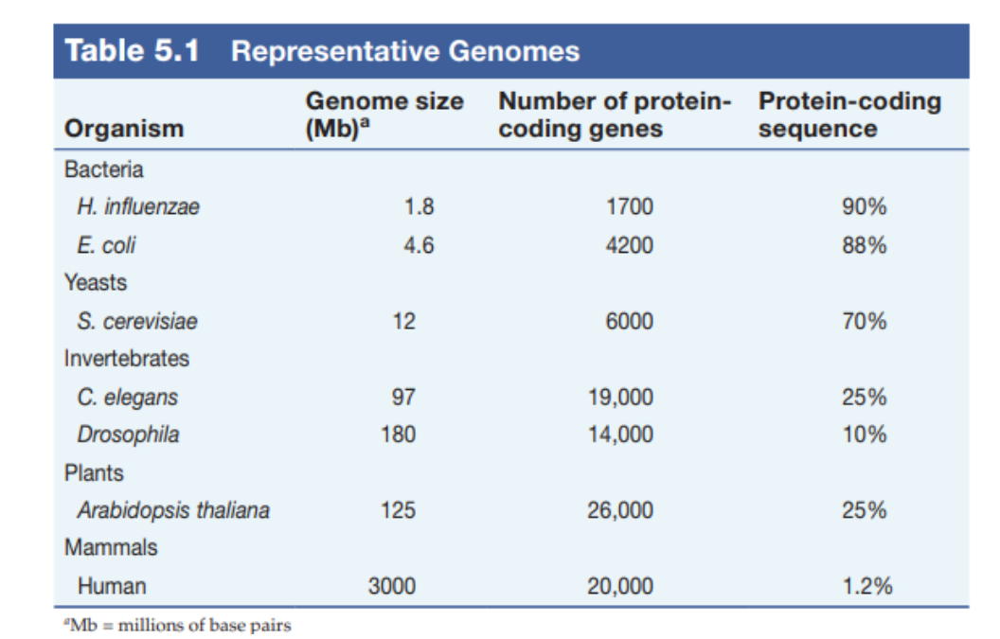 Table 5.1 Representative Genomes
Organism Genome size (Mb)a Number of protein-coding genes Protein-coding sequence
Bacteria
H. influenzae 1.8 1700 90%
E. coli 4.6 4200 88%
Yeasts
S. cerevisiae 12 6000 70%
Invertebrates
C. elegans 97 19,000 25%
Drosophila 180 14,000 10%
Plants
Arabidopsis thaliana 125 26,000 25%
Mammals
Human 3000 20,000 1.2%
aMb = millions of base pairs